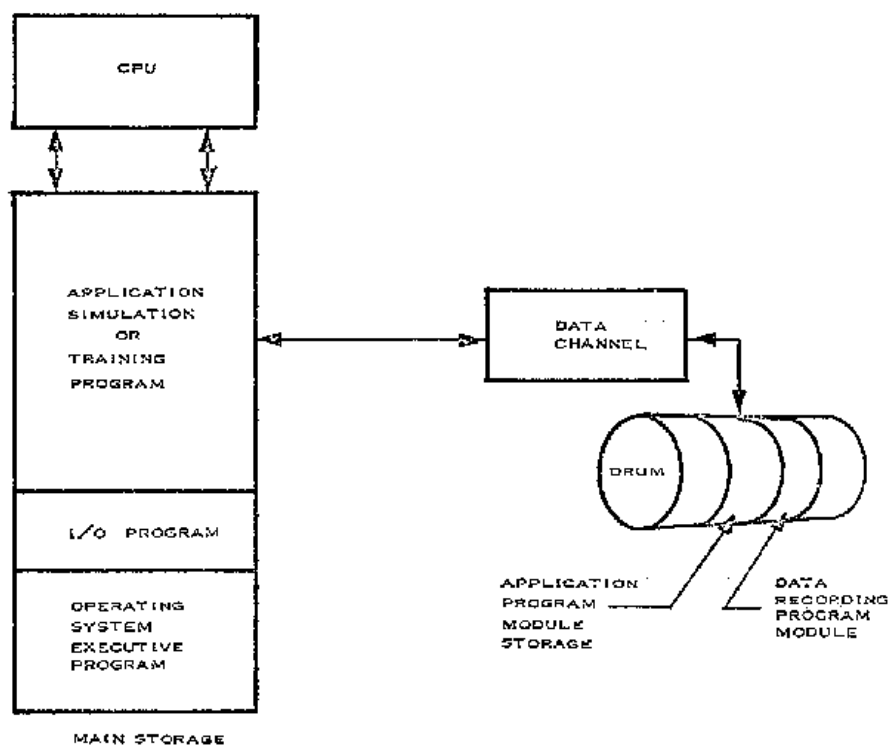 CPU
APPLICATION
SIMULATION
OR
TRAINING
PROGRAM
I/O PROGRAM
OPERATING
SYSTEM
EXECUTIVE
PROGRAM
MAIN STORAGE
DATA
CHANNEL
DRUM
APPLICATION
PROGRAM
MODULE
STORAGE
DATA
RECORDING
PROGRAM
MODULE